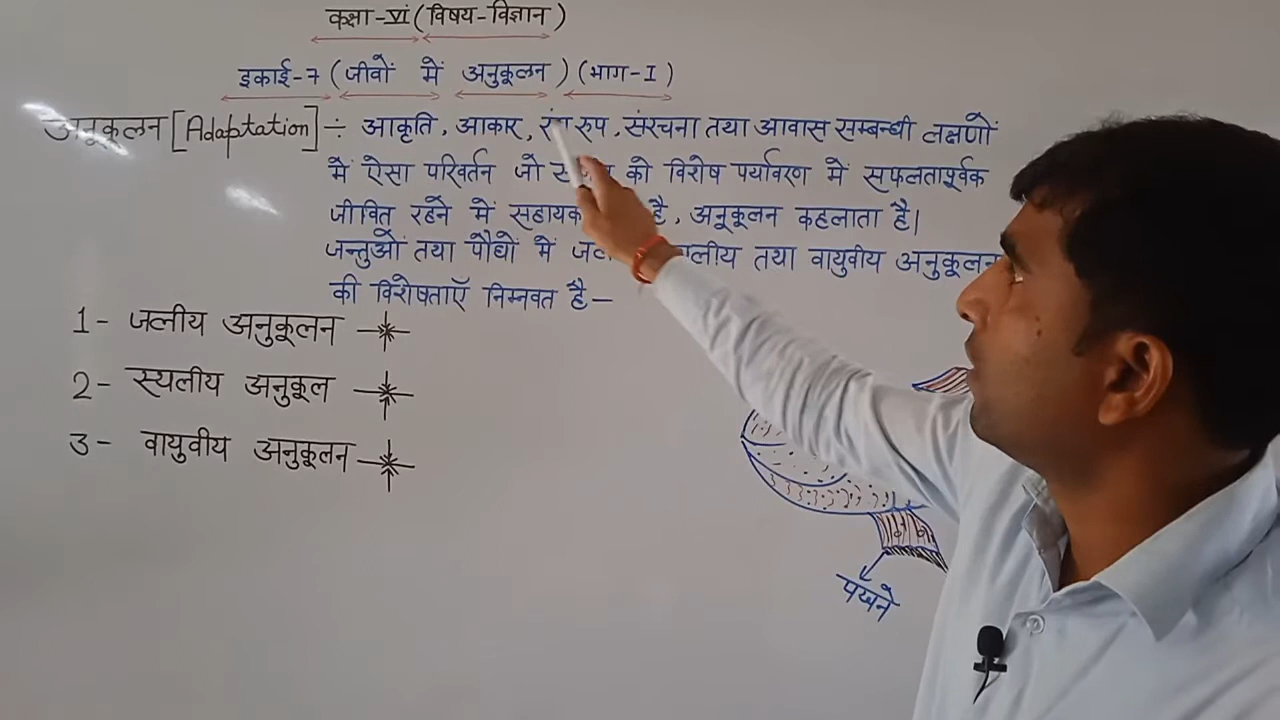 कक्षा-VI (विषय-विज्ञान)
इकाई-7 (जीवों में अनुकूलन) (भाग-I)
अनुकूलन [Adaptation] ÷ आकृति, आकार, रंग रुप, संरचना तथा आवास सम्बन्धी लक्षणों
में ऐसा परिवर्तन जो को विशेष पर्यावरण में सफलतापूर्वक
जीवित रहने में सहायक है, अनूकूलन कहलाता है।
जन्तुओं तथा पौधों में तथा वायुवीय अनुकूलन
की विशेषताएँ निम्नवत है–
1- जलीय अनुकूलन
2- स्थलीय अनुकूल
3- वायुवीय अनुकूलन
पखने